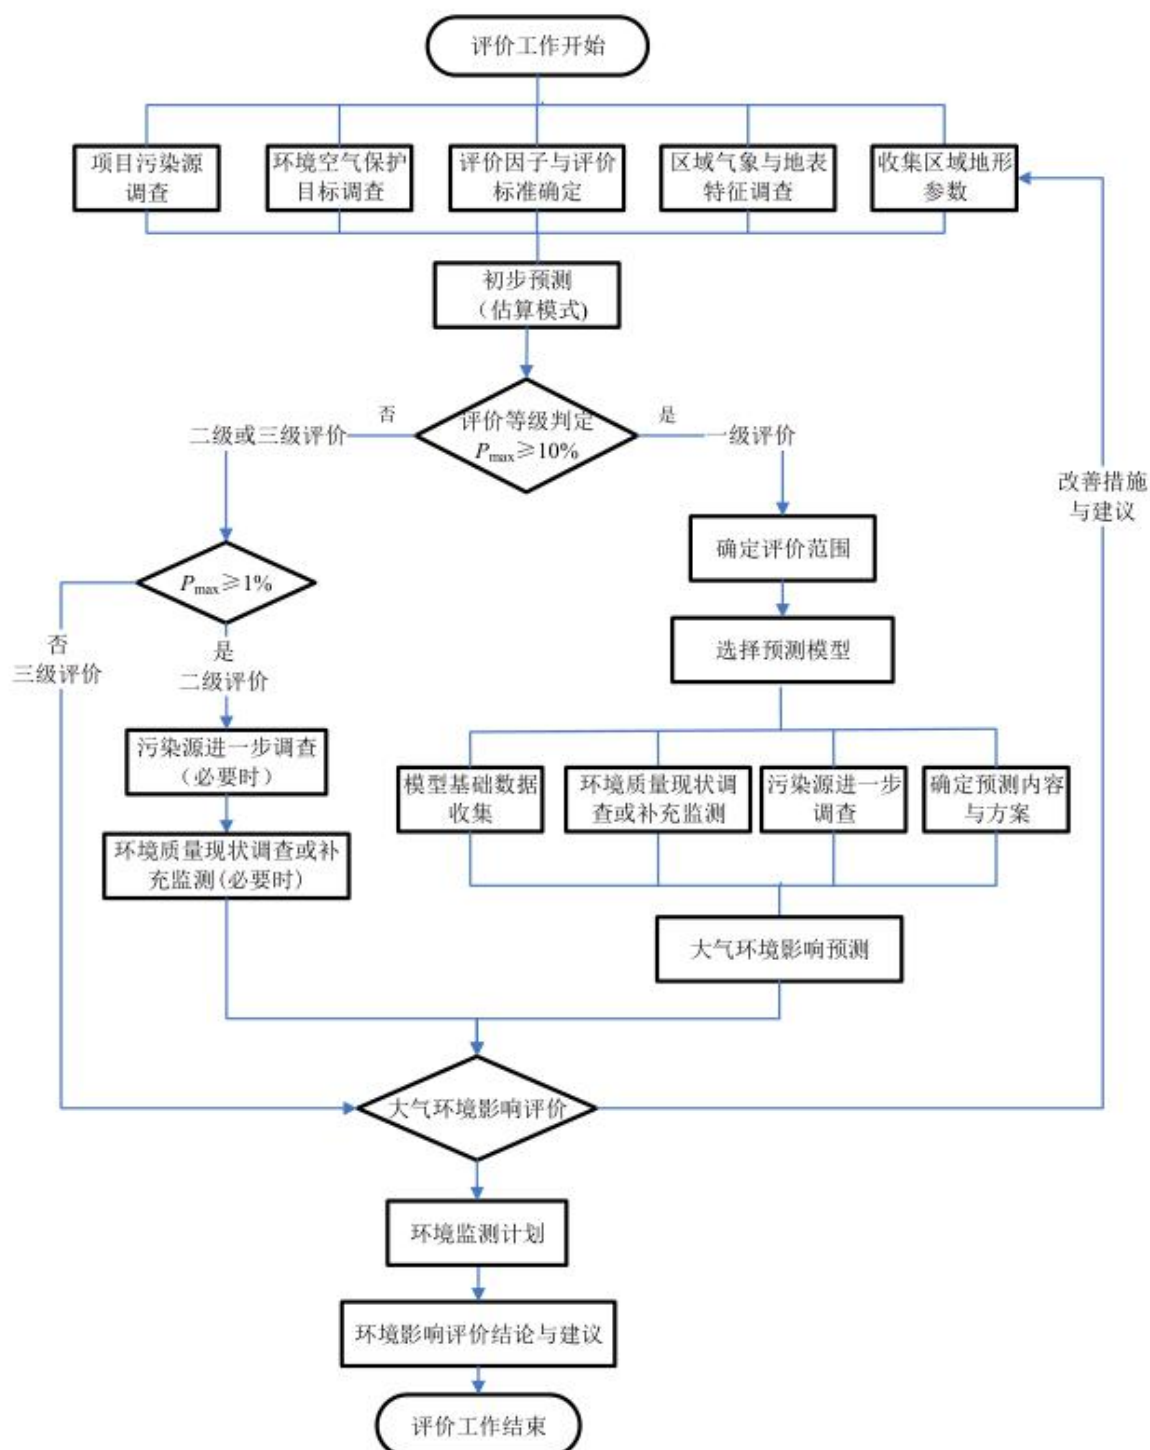 评价工作开始
项目污染源
调查
环境空气保护
目标调查
评价因子与评价
标准确定
区域气象与地表
特征调查
收集区域地形
参数
初步预测
(估算模式)
评价等级判定
Pmax≥10%
否
二级或三级评价
是
一级评价
改善措施
与建议
确定评价范围
Pmax≥1%
否
三级评价
是
二级评价
选择预测模型
污染源进一步调查
（必要时）
模型基础数据
收集
环境质量现状调
查或补充监测
污染源进一步
调查
确定预测内容
与方案
环境质量现状调查或补
充监测(必要时)
大气环境影响预测
大气环境影响评价
环境监测计划
环境影响评价结论与建议
评价工作结束